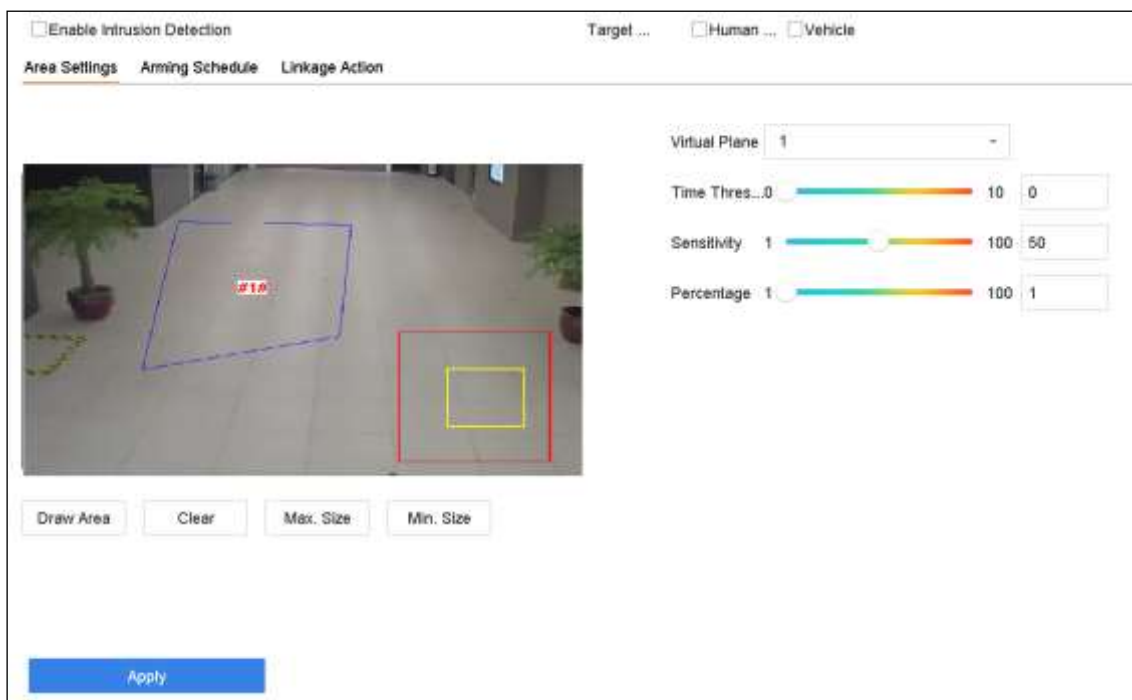 Enable Intrusion Detection Target ... Human ... Vehicle
Area Settings Arming Schedule Linkage Action
Virtual Plane 1
Time Thres...0 10 0
Sensitivity 1 100 50
Percentage 1 100 1
#1#
Draw Area Clear Max. Size Min. Size
Apply